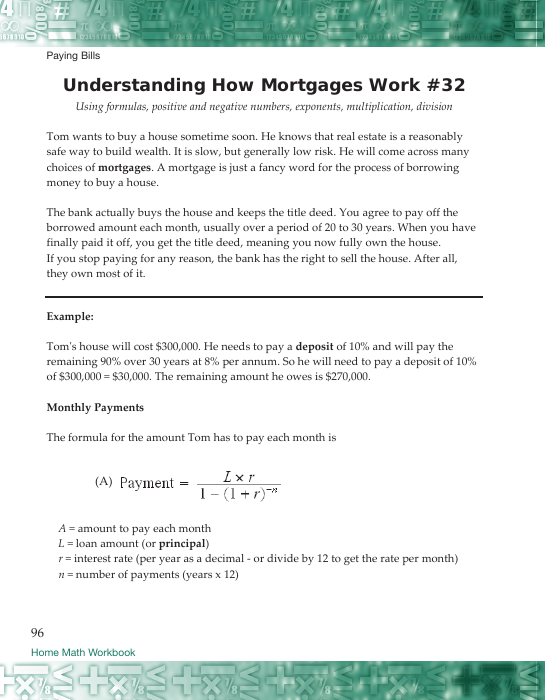 Paying Bills
Understanding How Mortgages Work #32
Using formulas, positive and negative numbers, exponents, multiplication, division
Tom wants to buy a house sometime soon. He knows that real estate is a reasonably
safe way to build wealth. It is slow, but generally low risk. He will come across many
choices of mortgages. A mortgage is just a fancy word for the process of borrowing
money to buy a house.
The bank actually buys the house and keeps the title deed. You agree to pay off the
borrowed amount each month, usually over a period of 20 to 30 years. When you have
finally paid it off, you get the title deed, meaning you now fully own the house.
If you stop paying for any reason, the bank has the right to sell the house. After all,
they own most of it.
Example:
Tom's house will cost $300,000. He needs to pay a deposit of 10% and will pay the
remaining 90% over 30 years at 8% per annum. So he will need to pay a deposit of 10%
of $300,000 = $30,000. The remaining amount he owes is $270,000.
Monthly Payments
The formula for the amount Tom has to pay each month is
(A) Payment = L × r / 1 − (1 + r)⁻ⁿ
A = amount to pay each month
L = loan amount (or principal)
r = interest rate (per year as a decimal - or divide by 12 to get the rate per month)
n = number of payments (years x 12)
96
Home Math Workbook